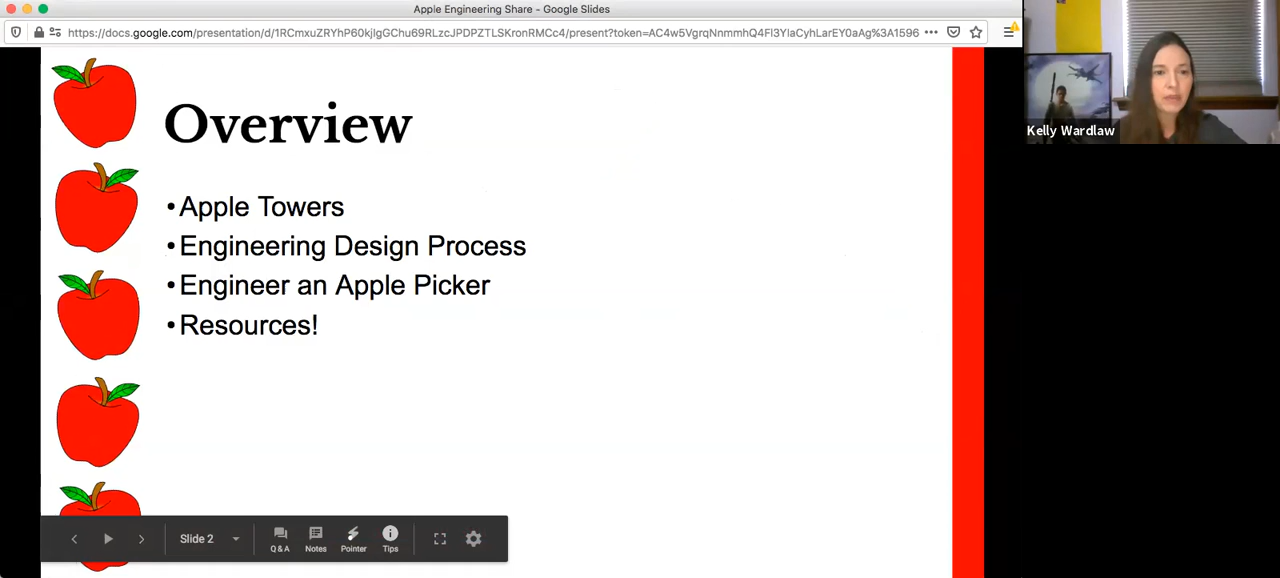 Apple Engineering Share - Google Slides
https://docs.google.com/presentation/d/1RCmxUZRYhP60kjIgGChu69RLzcJPDPZTLSKronRMCc4/present?token=AC4w5VgrqNnmmhQ4Fl3YlaCyhLarEY0aAg%3A1596
Kelly Wardlaw
Overview
•Apple Towers
•Engineering Design Process
•Engineer an Apple Picker
•Resources!
Slide 2
Q & A
Notes
Pointer
Tips